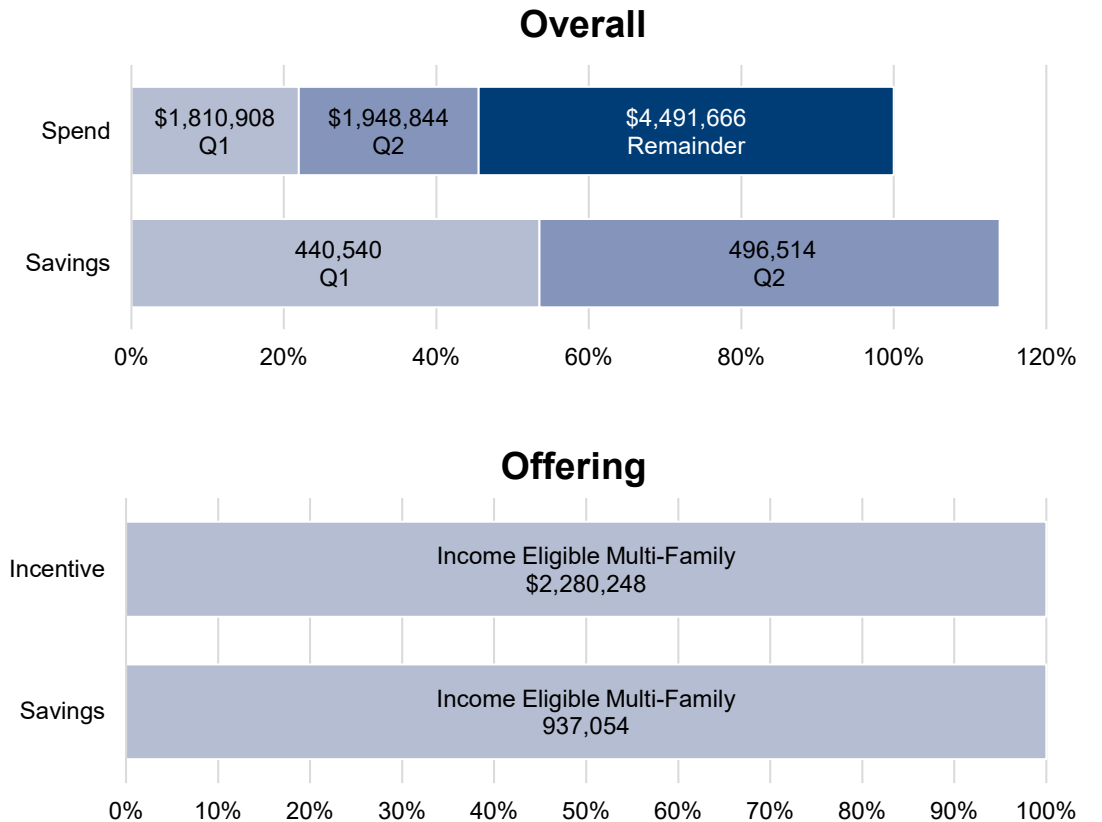 Overall
Spend
$1,810,908
Q1
$1,948,844
Q2
$4,491,666
Remainder
Savings
440,540
Q1
496,514
Q2
0% 20% 40% 60% 80% 100% 120%
Offering
Incentive
Income Eligible Multi-Family
$2,280,248
Savings
Income Eligible Multi-Family
937,054
0% 10% 20% 30% 40% 50% 60% 70% 80% 90% 100%